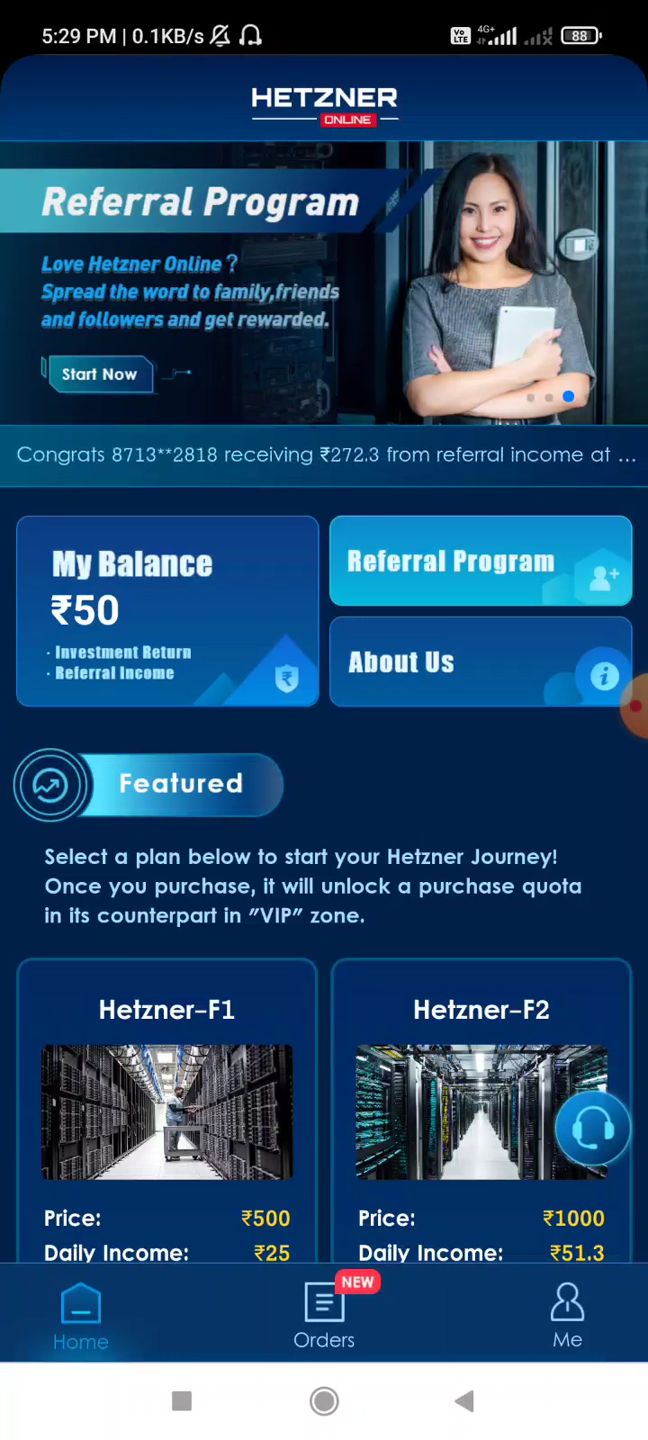 5:29 PM | 0.1KB/s
Vo LTE 4G+ 88
HETZNER
ONLINE
Referral Program
Love Hetzner Online?
Spread the word to family,friends
and followers and get rewarded.
Start Now
Congrats 8713**2818 receiving ₹272.3 from referral income at ...
My Balance
₹50
· Investment Return
· Referral Income
Referral Program
About Us
Featured
Select a plan below to start your Hetzner Journey!
Once you purchase, it will unlock a purchase quota
in its counterpart in "VIP" zone.
Hetzner-F1
Price: ₹500
Daily Income: ₹25
Hetzner-F2
Price: ₹1000
Daily Income: ₹51.3
Home
NEW
Orders
Me